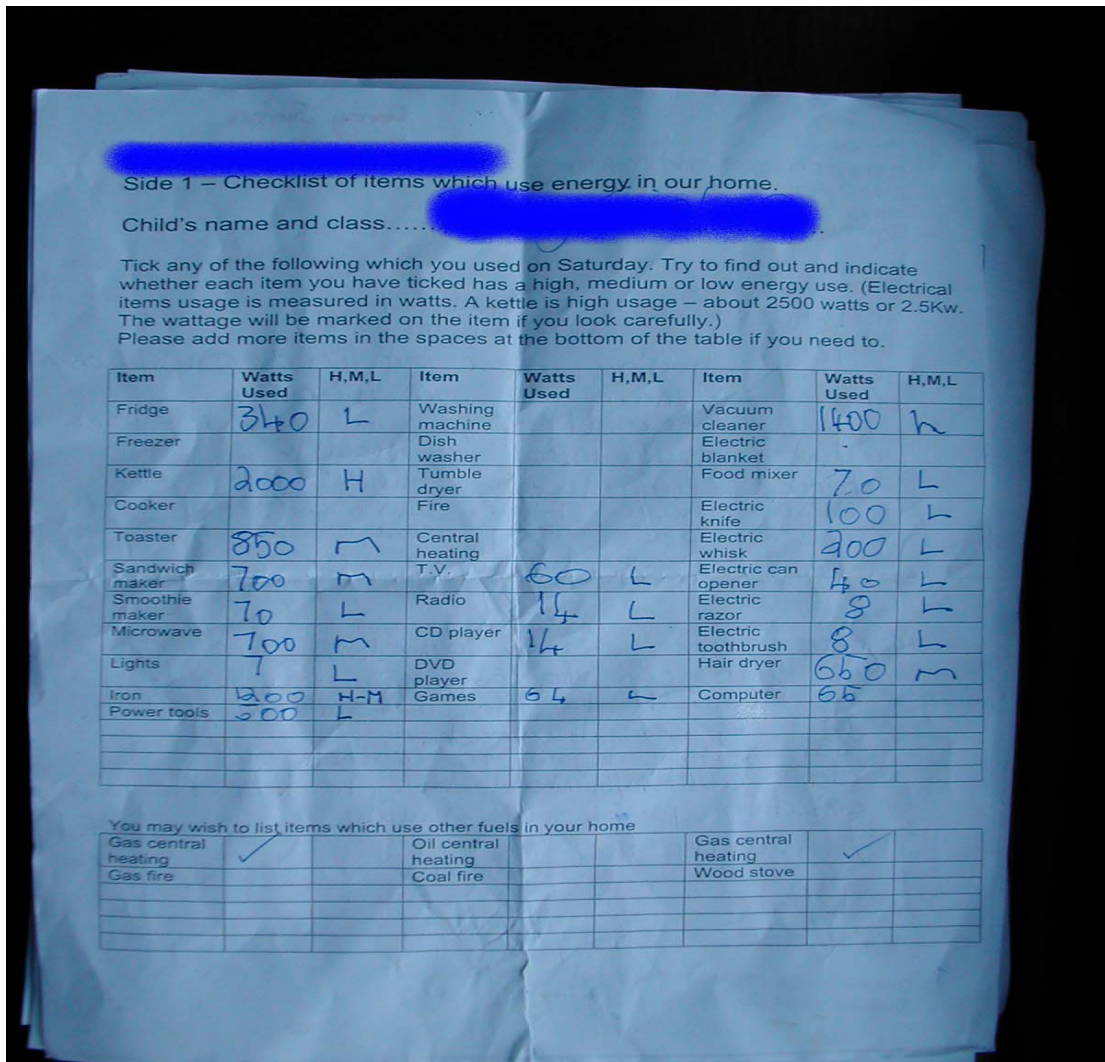 Side 1 – Checklist of items which use energy in our home.
Child's name and class......
Tick any of the following which you used on Saturday. Try to find out and indicate
whether each item you have ticked has a high, medium or low energy use. (Electrical
items usage is measured in watts. A kettle is high usage – about 2500 watts or 2.5Kw.
The wattage will be marked on the item if you look carefully.)
Please add more items in the spaces at the bottom of the table if you need to.
Item Watts Used H,M,L Item Watts Used H,M,L Item Watts Used H,M,L
Fridge 340 L Washing machine Vacuum cleaner 1400 h
Freezer Dish washer Electric blanket
Kettle 2000 H Tumble dryer Food mixer 70 L
Cooker Fire Electric knife 100 L
Toaster 850 m Central heating Electric whisk 200 L
Sandwich maker 700 m T.V. 60 L Electric can opener 40 L
Smoothie maker 70 L Radio 14 L Electric razor 8 L
Microwave 700 m CD player 14 L Electric toothbrush 8 L
Lights 7 L DVD player Hair dryer 650 m
Iron 1200 H-M Games 64 L Computer 65
Power tools L
You may wish to list items which use other fuels in your home
Gas central heating ✓ Oil central heating Gas central heating ✓
Gas fire Coal fire Wood stove